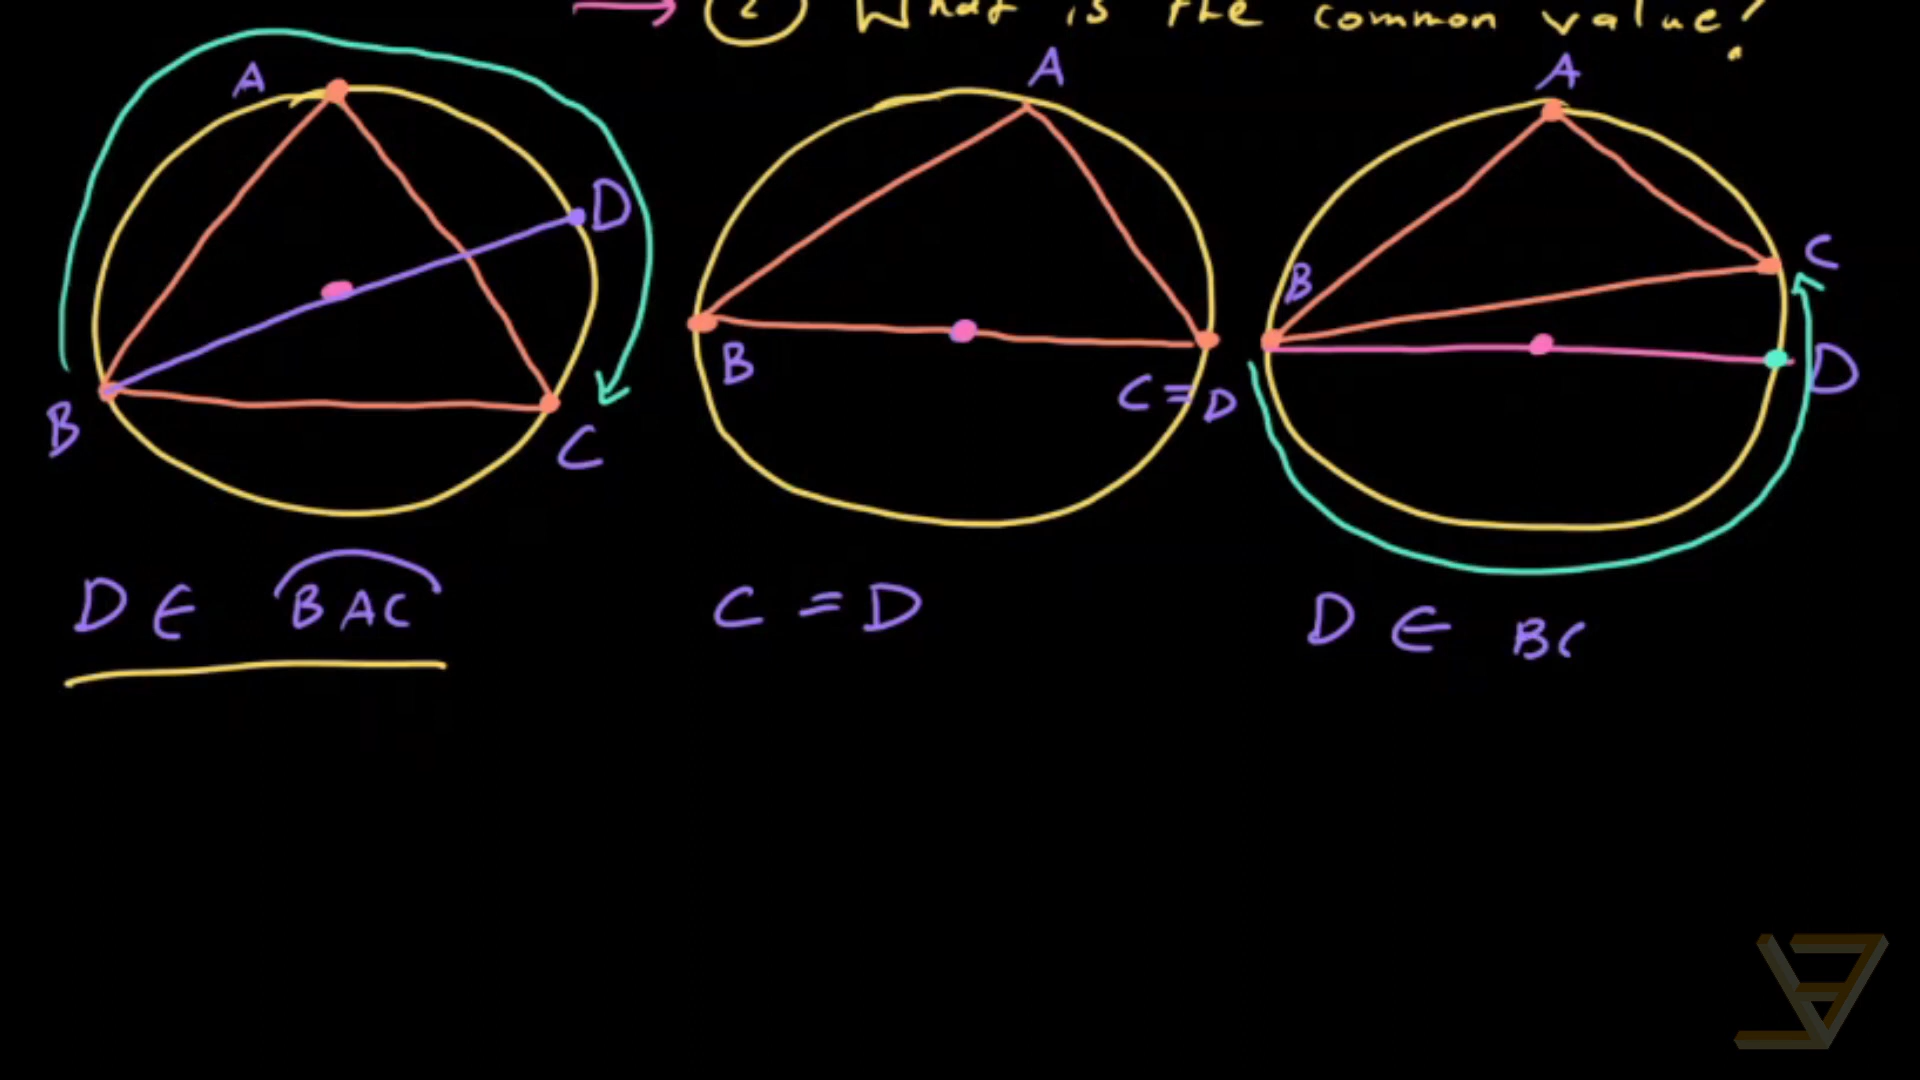 → ② What is the common value?
A
D
B
C
A
B
C = D
A
B
C
D
D ∈ BAC
C = D
D ∈ BC